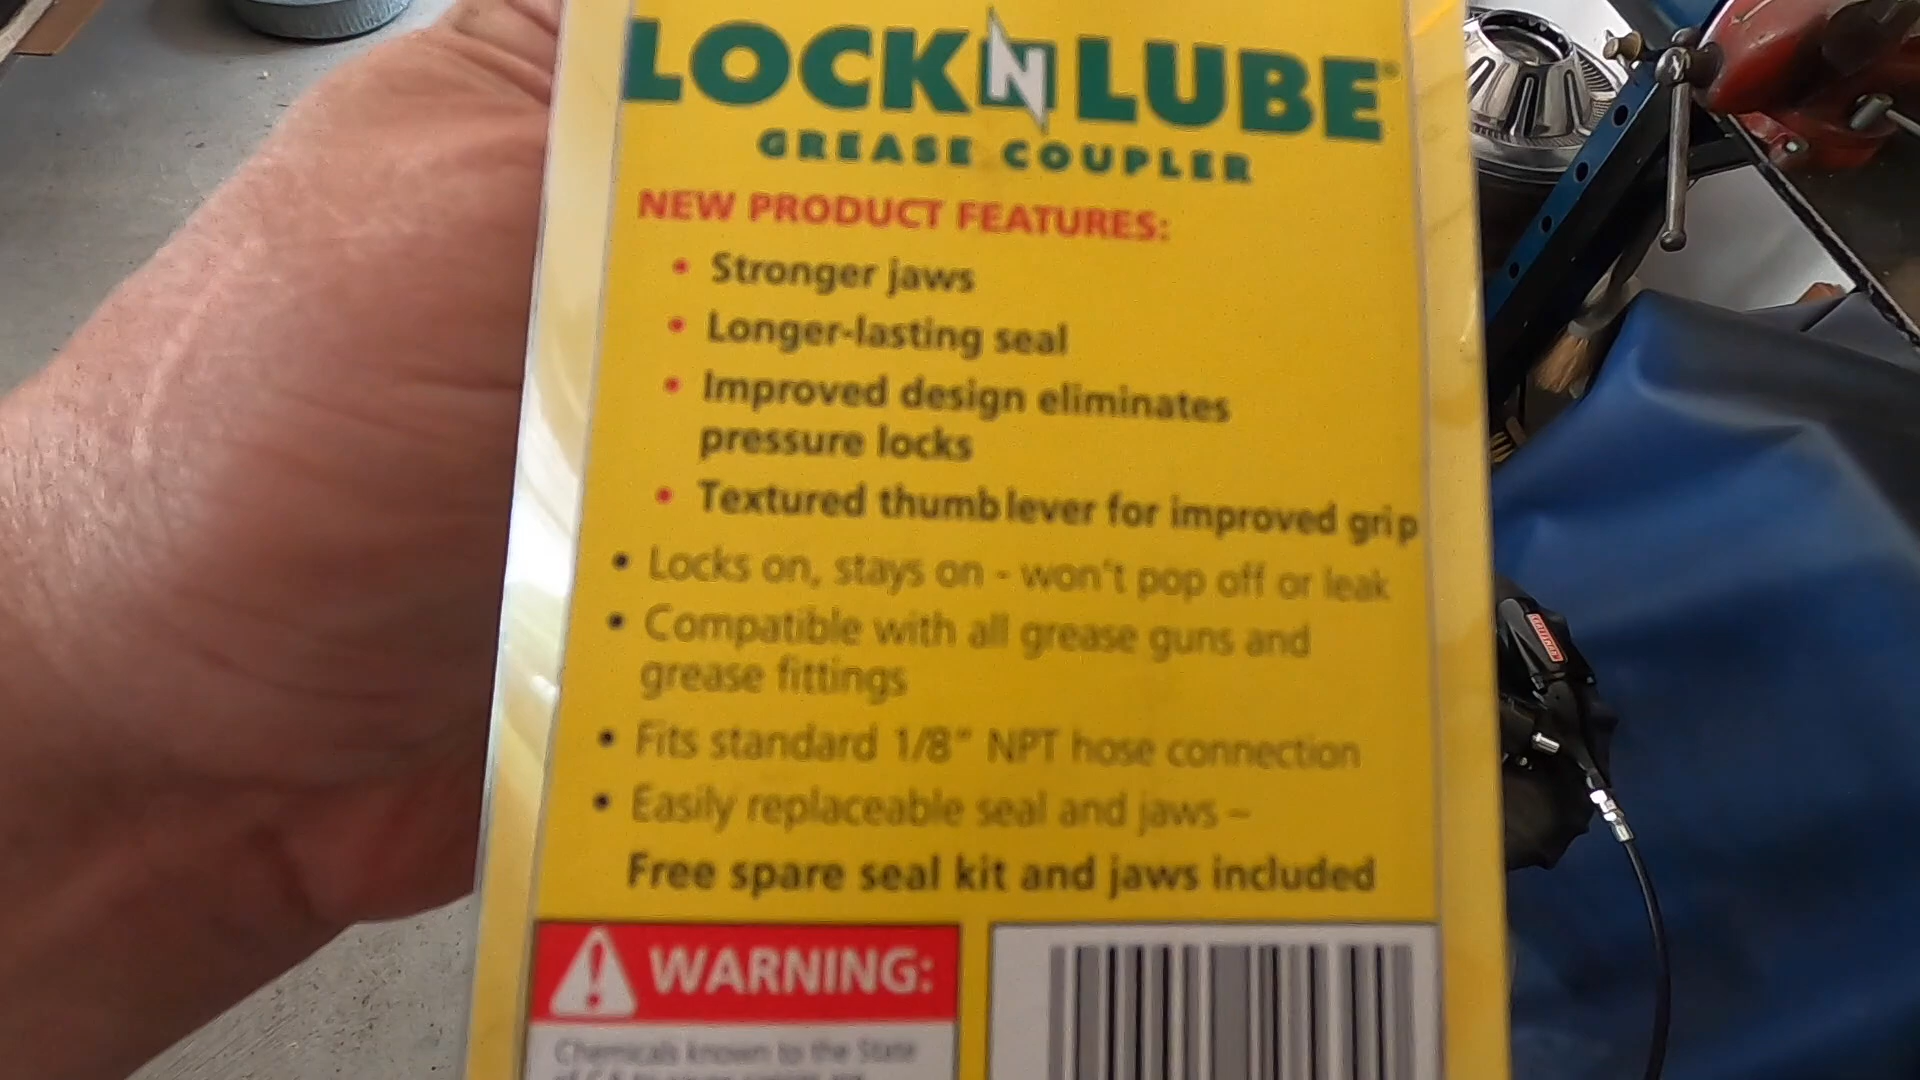 LOCKNLUBE®
GREASE COUPLER
NEW PRODUCT FEATURES:
• Stronger jaws
• Longer-lasting seal
• Improved design eliminates
pressure locks
• Textured thumb lever for improved grip
• Locks on, stays on - won't pop off or leak
• Compatible with all grease guns and
grease fittings
• Fits standard 1/8" NPT hose connection
• Easily replaceable seal and jaws –
Free spare seal kit and jaws included
WARNING:
Chemicals known to the State
CRAFTSMAN